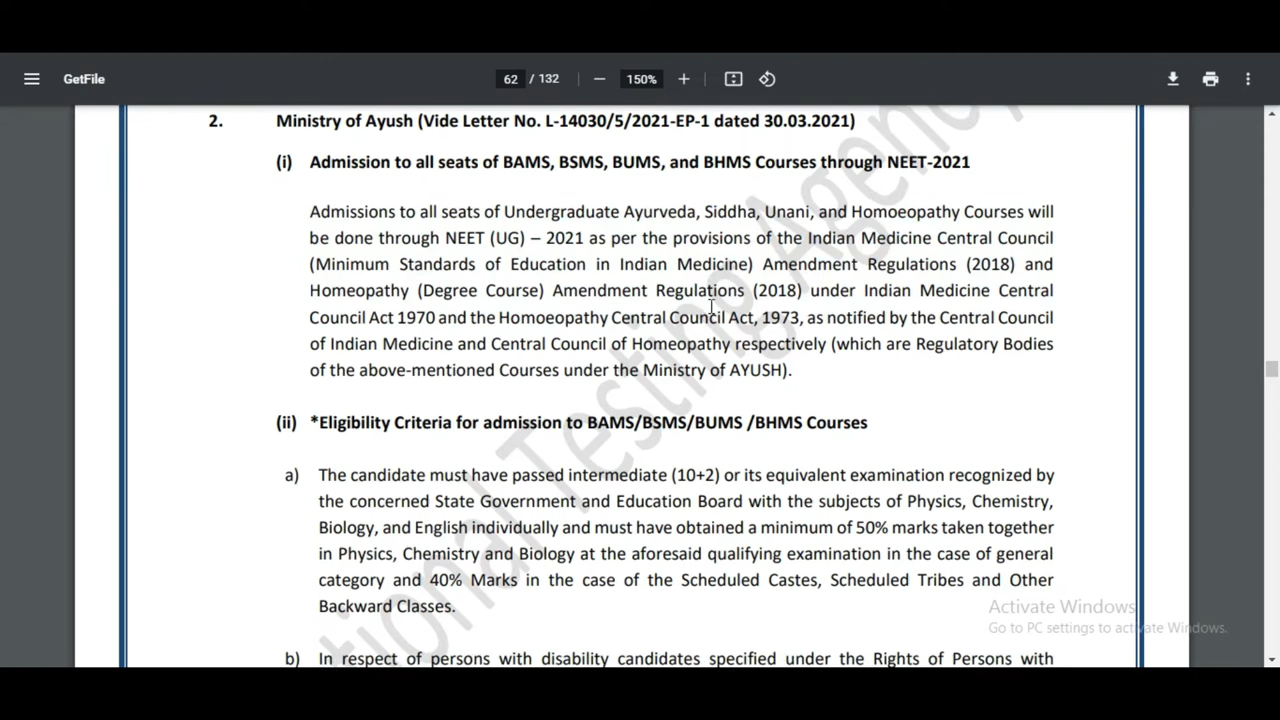 GetFile
62 / 132
150%
2. Ministry of Ayush (Vide Letter No. L-14030/5/2021-EP-1 dated 30.03.2021)
(i) Admission to all seats of BAMS, BSMS, BUMS, and BHMS Courses through NEET-2021
Admissions to all seats of Undergraduate Ayurveda, Siddha, Unani, and Homoeopathy Courses will
be done through NEET (UG) – 2021 as per the provisions of the Indian Medicine Central Council
(Minimum Standards of Education in Indian Medicine) Amendment Regulations (2018) and
Homeopathy (Degree Course) Amendment Regulations (2018) under Indian Medicine Central
Council Act 1970 and the Homoeopathy Central Council Act, 1973, as notified by the Central Council
of Indian Medicine and Central Council of Homeopathy respectively (which are Regulatory Bodies
of the above-mentioned Courses under the Ministry of AYUSH).
(ii) *Eligibility Criteria for admission to BAMS/BSMS/BUMS /BHMS Courses
a) The candidate must have passed intermediate (10+2) or its equivalent examination recognized by
the concerned State Government and Education Board with the subjects of Physics, Chemistry,
Biology, and English individually and must have obtained a minimum of 50% marks taken together
in Physics, Chemistry and Biology at the aforesaid qualifying examination in the case of general
category and 40% Marks in the case of the Scheduled Castes, Scheduled Tribes and Other
Backward Classes.
b) In respect of persons with disability candidates specified under the Rights of Persons with
tional Testing Agency
Activate Windows
Go to PC settings to activate Windows.